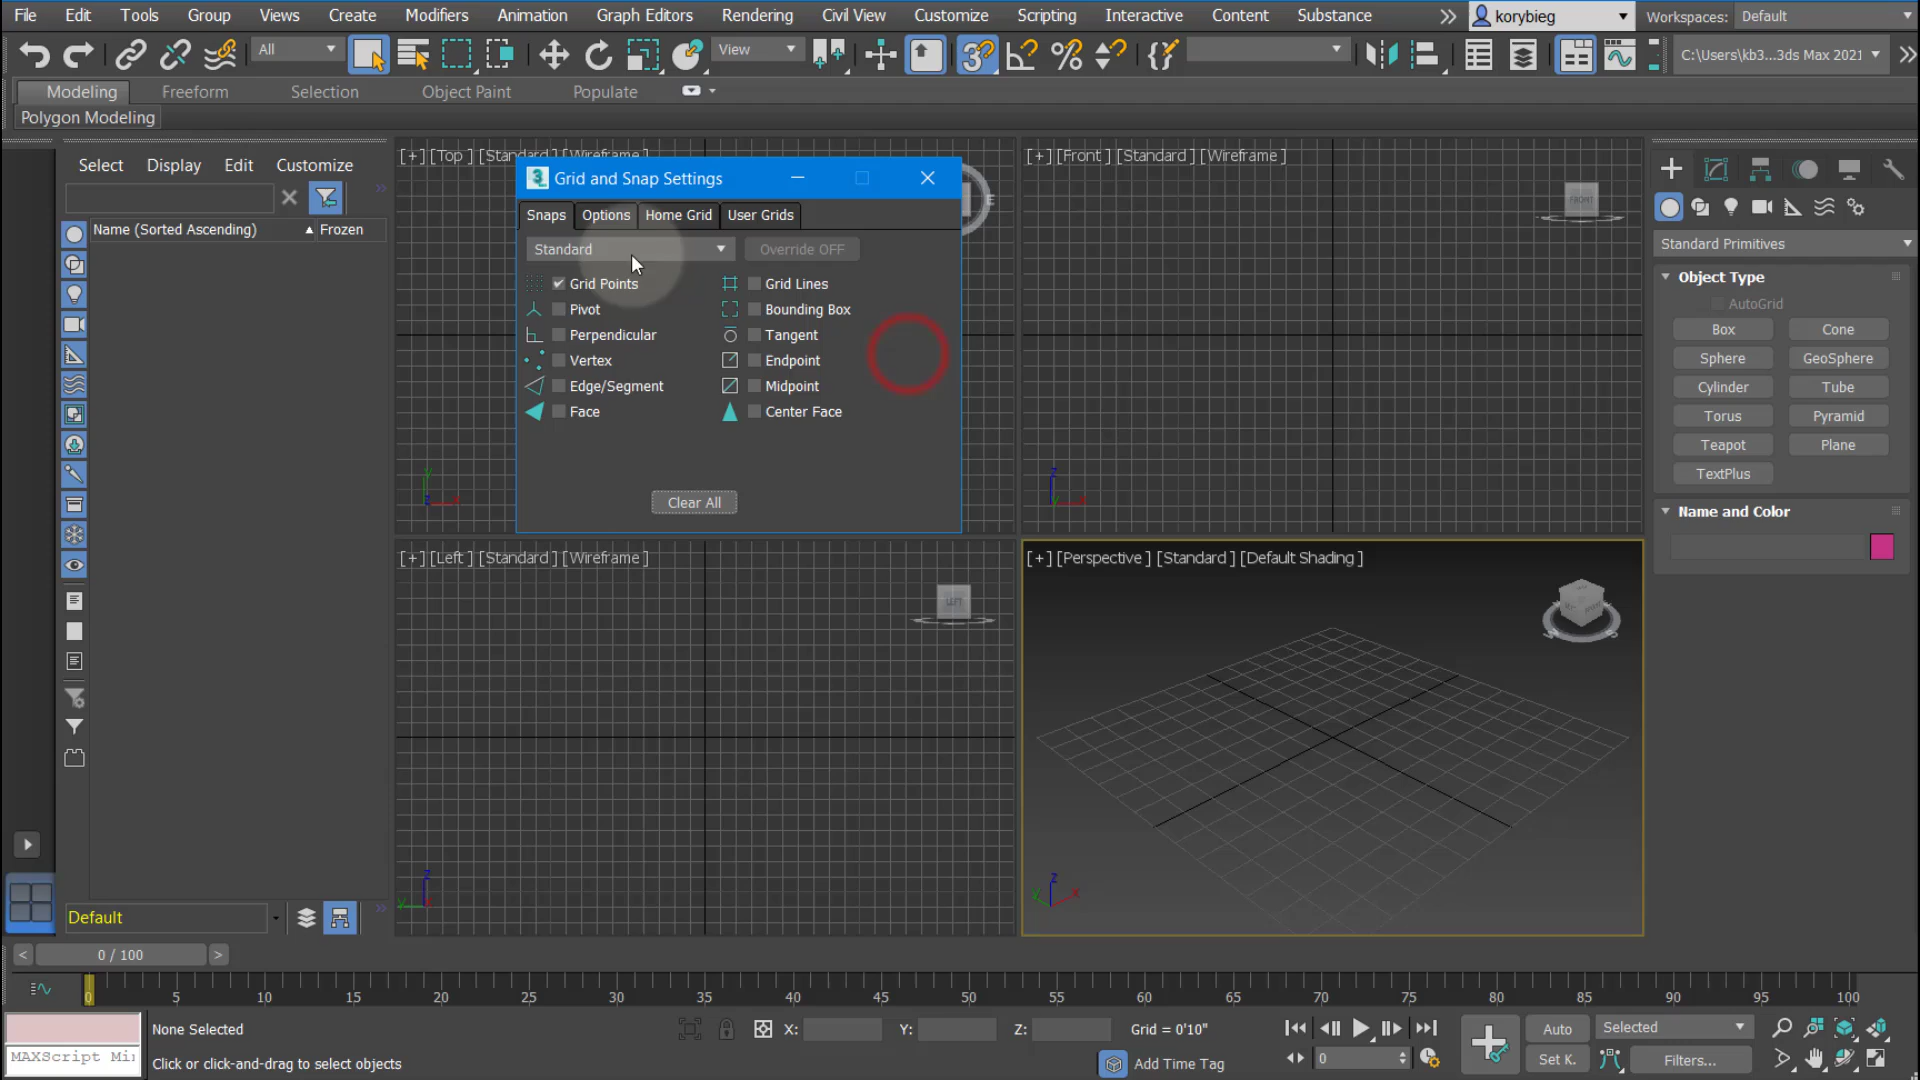 File Edit Tools Group Views Create Modifiers Animation Graph Editors Rendering Civil View Customize Scripting Interactive Content Substance korybieg Workspaces: Default
All View C:\Users\kb3...3ds Max 2021
Modeling Freeform Selection Object Paint Populate
Polygon Modeling
Select Display Edit Customize
Name (Sorted Ascending) Frozen
[+] [Top ] [Standard ] [Wireframe ]
[+] [Front ] [Standard ] [Wireframe ]
FRONT
E
Grid and Snap Settings
Snaps Options Home Grid User Grids
Standard Override OFF
Grid Points Grid Lines
Pivot Bounding Box
Perpendicular Tangent
Vertex Endpoint
Edge/Segment Midpoint
Face Center Face
Clear All
Standard Primitives
Object Type
AutoGrid
Box Cone
Sphere GeoSphere
Cylinder Tube
Torus Pyramid
Teapot Plane
TextPlus
Name and Color
[+] [Left ] [Standard ] [Wireframe ]
LEFT
[+] [Perspective ] [Standard ] [Default Shading ]
Default
0 / 100
0 5 10 15 20 25 30 35 40 45 50 55 60 65 70 75 80 85 90 95 100
None Selected X: Y: Z: Grid = 0'10" Auto Selected
MAXScript Mi
Click or click-and-drag to select objects Add Time Tag 0 Set K. Filters...